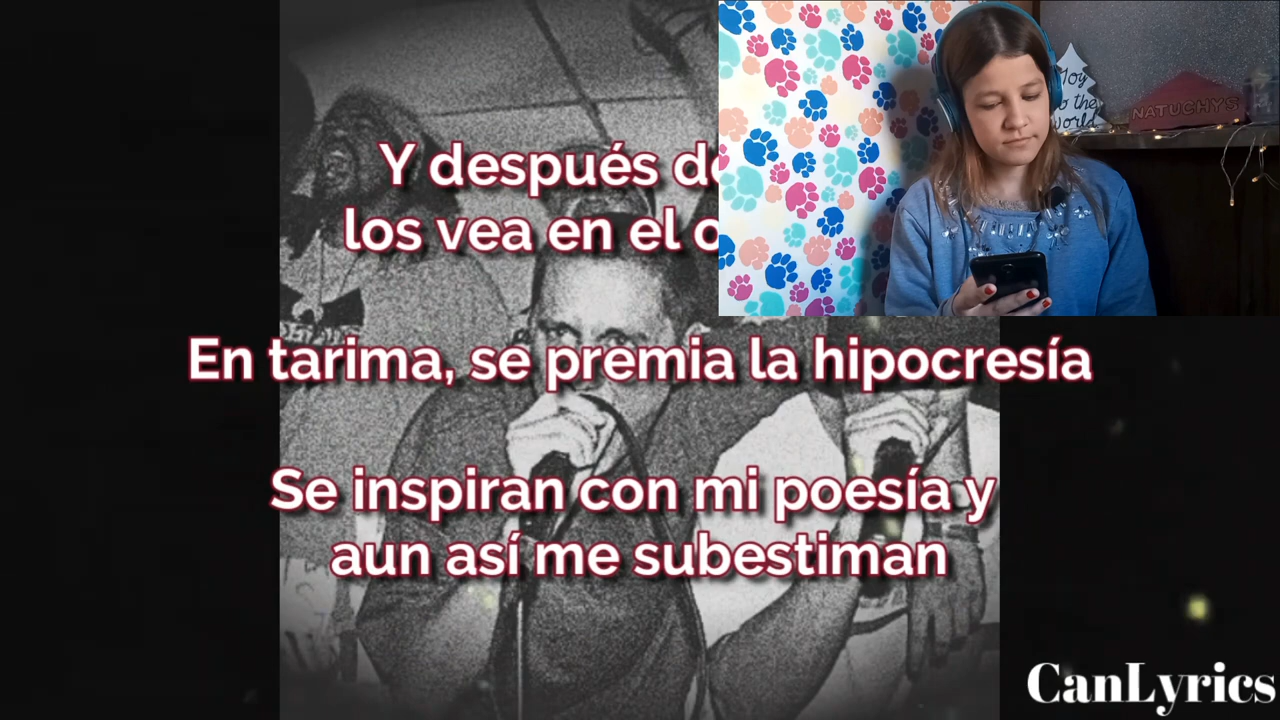 Y después d
los vea en el
En tarima, se premia la hipocresía
Se inspiran con mi poesía y
aun así me subestiman
Joy
to the
world
NATUCHYS
CanLyrics